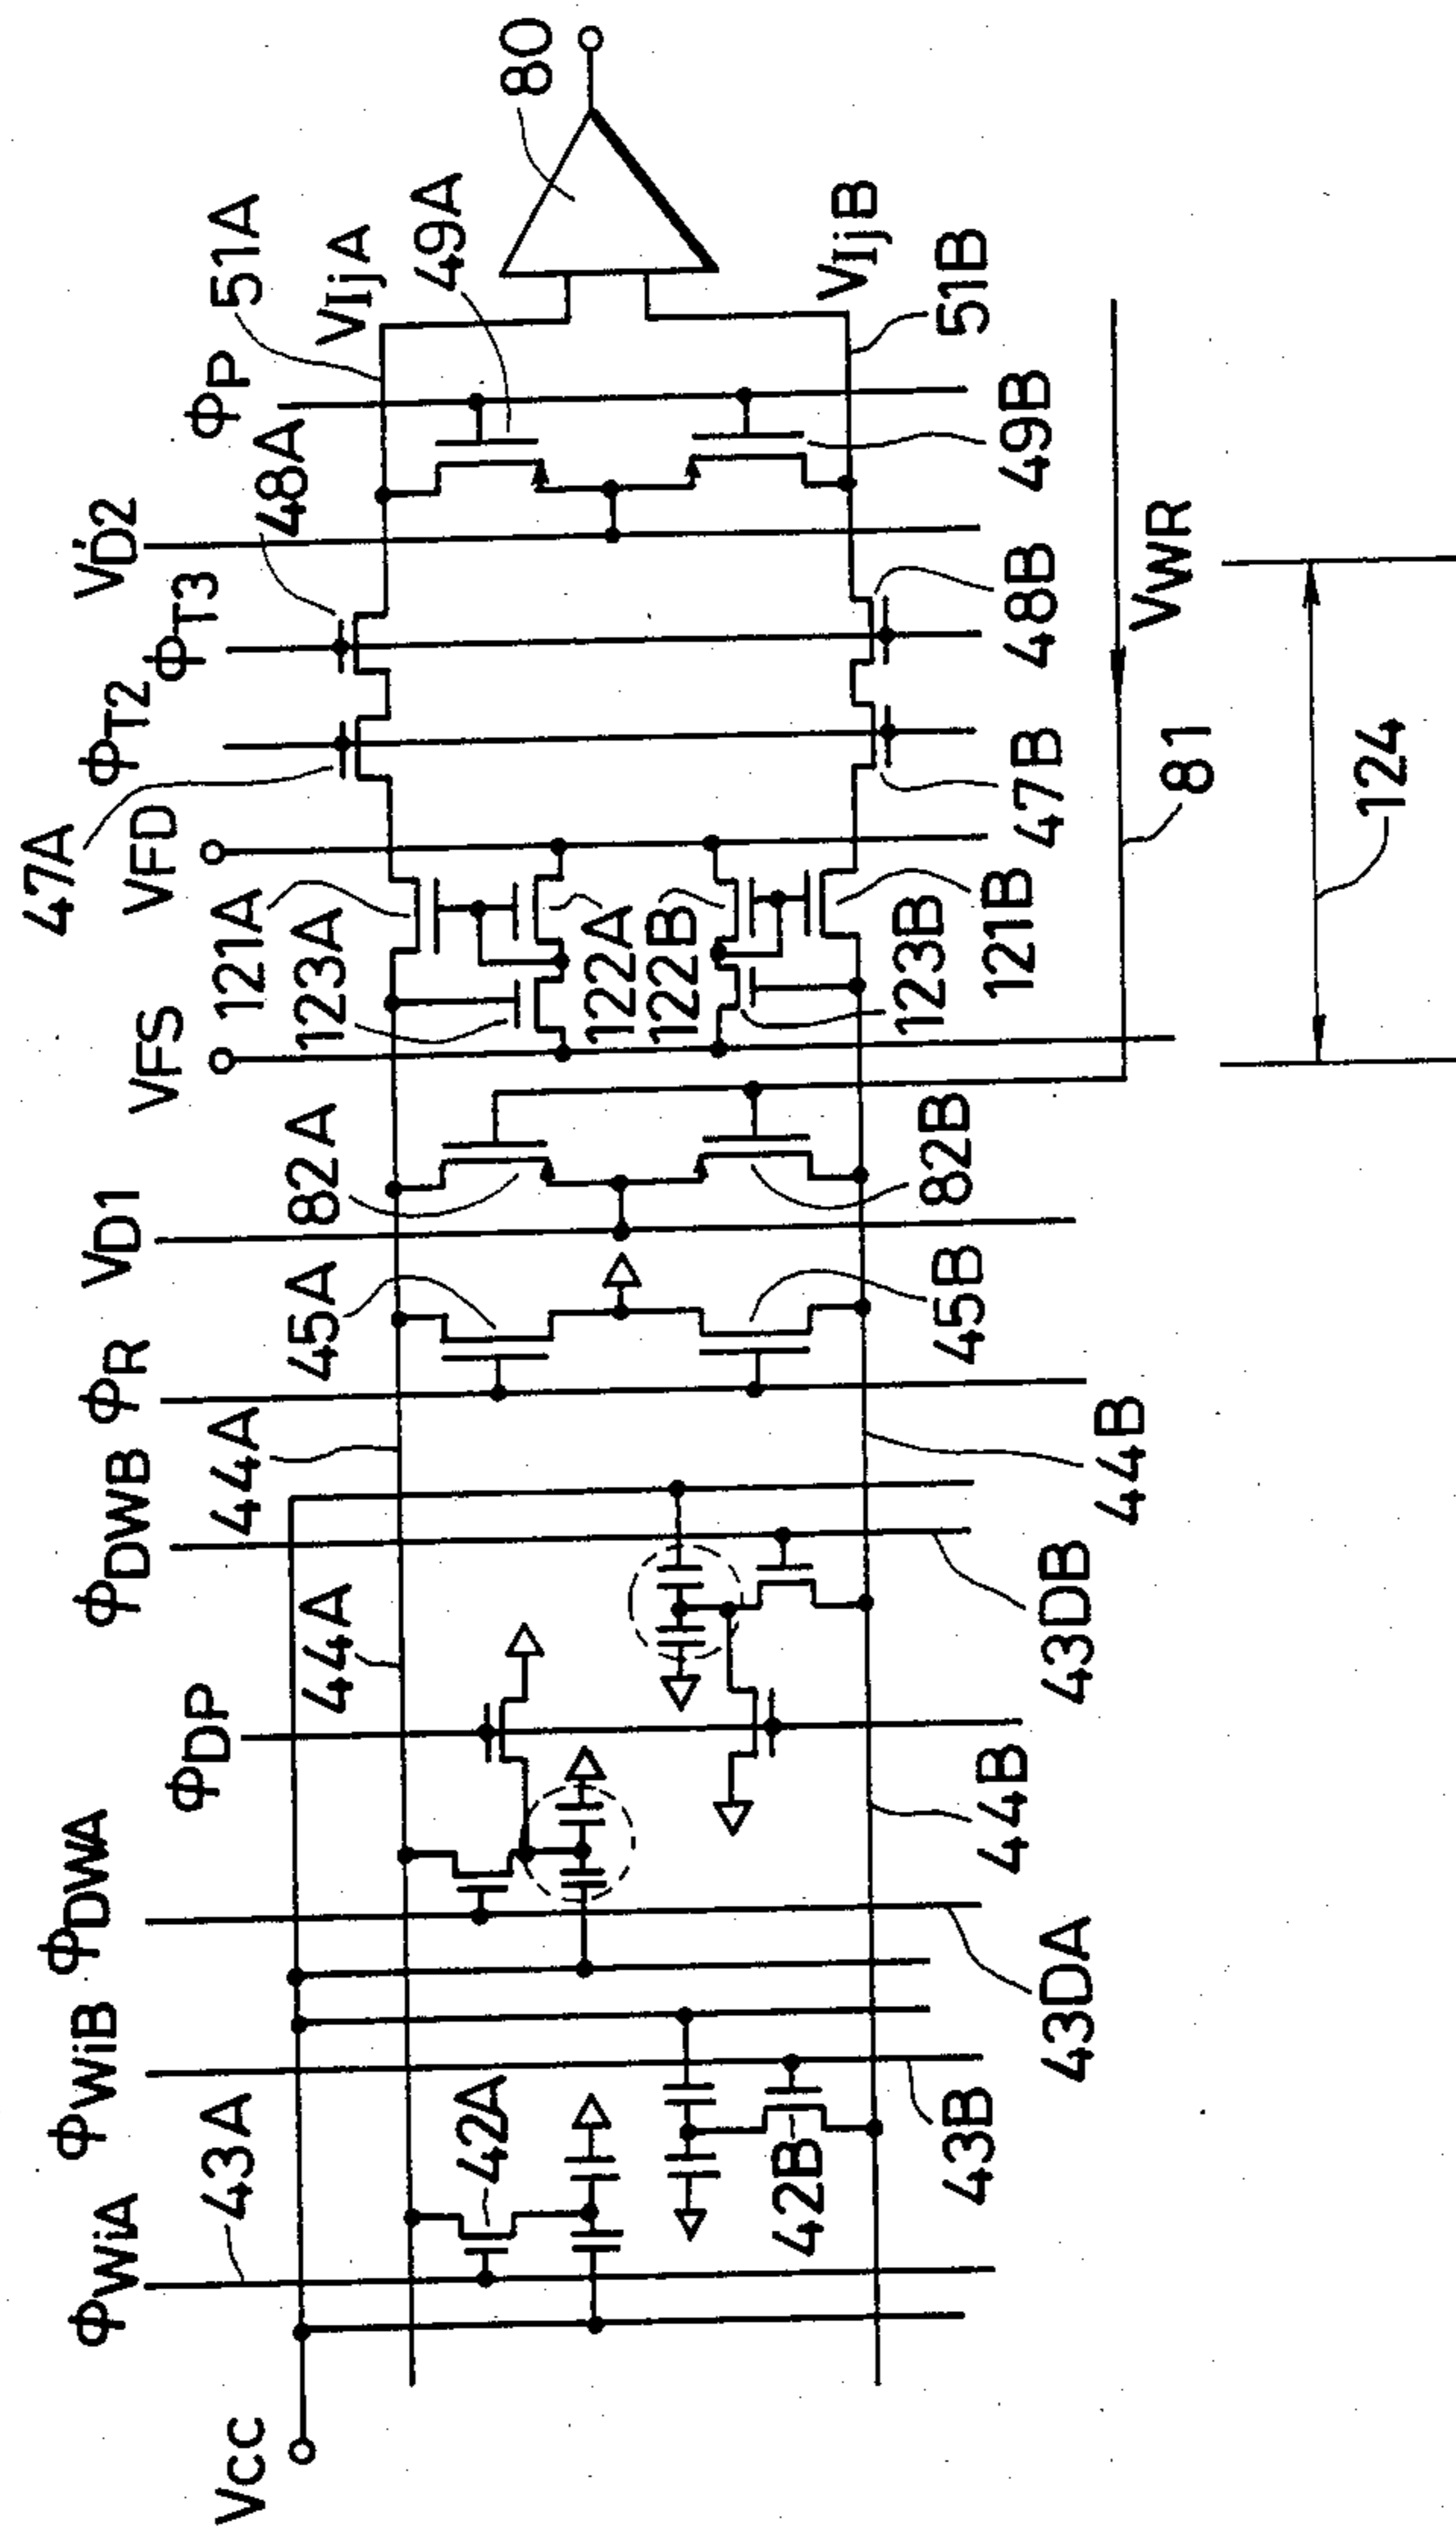 VCC
ΦWiA
43A
ΦWiB
ΦDWA
ΦDP
ΦDWB
ΦR
VD1
VFS
VFD
ΦT2
ΦT3
V'D2
ΦP
42A
44A
44A
45A
82A
121A
123A
47A
48A
51A
VIjA
49A
80
122A
122B
42B
43B
43DA
44B
43DB
44B
45B
82B
123B
121B
47B
48B
49B
51B
VIjB
81
VWR
124